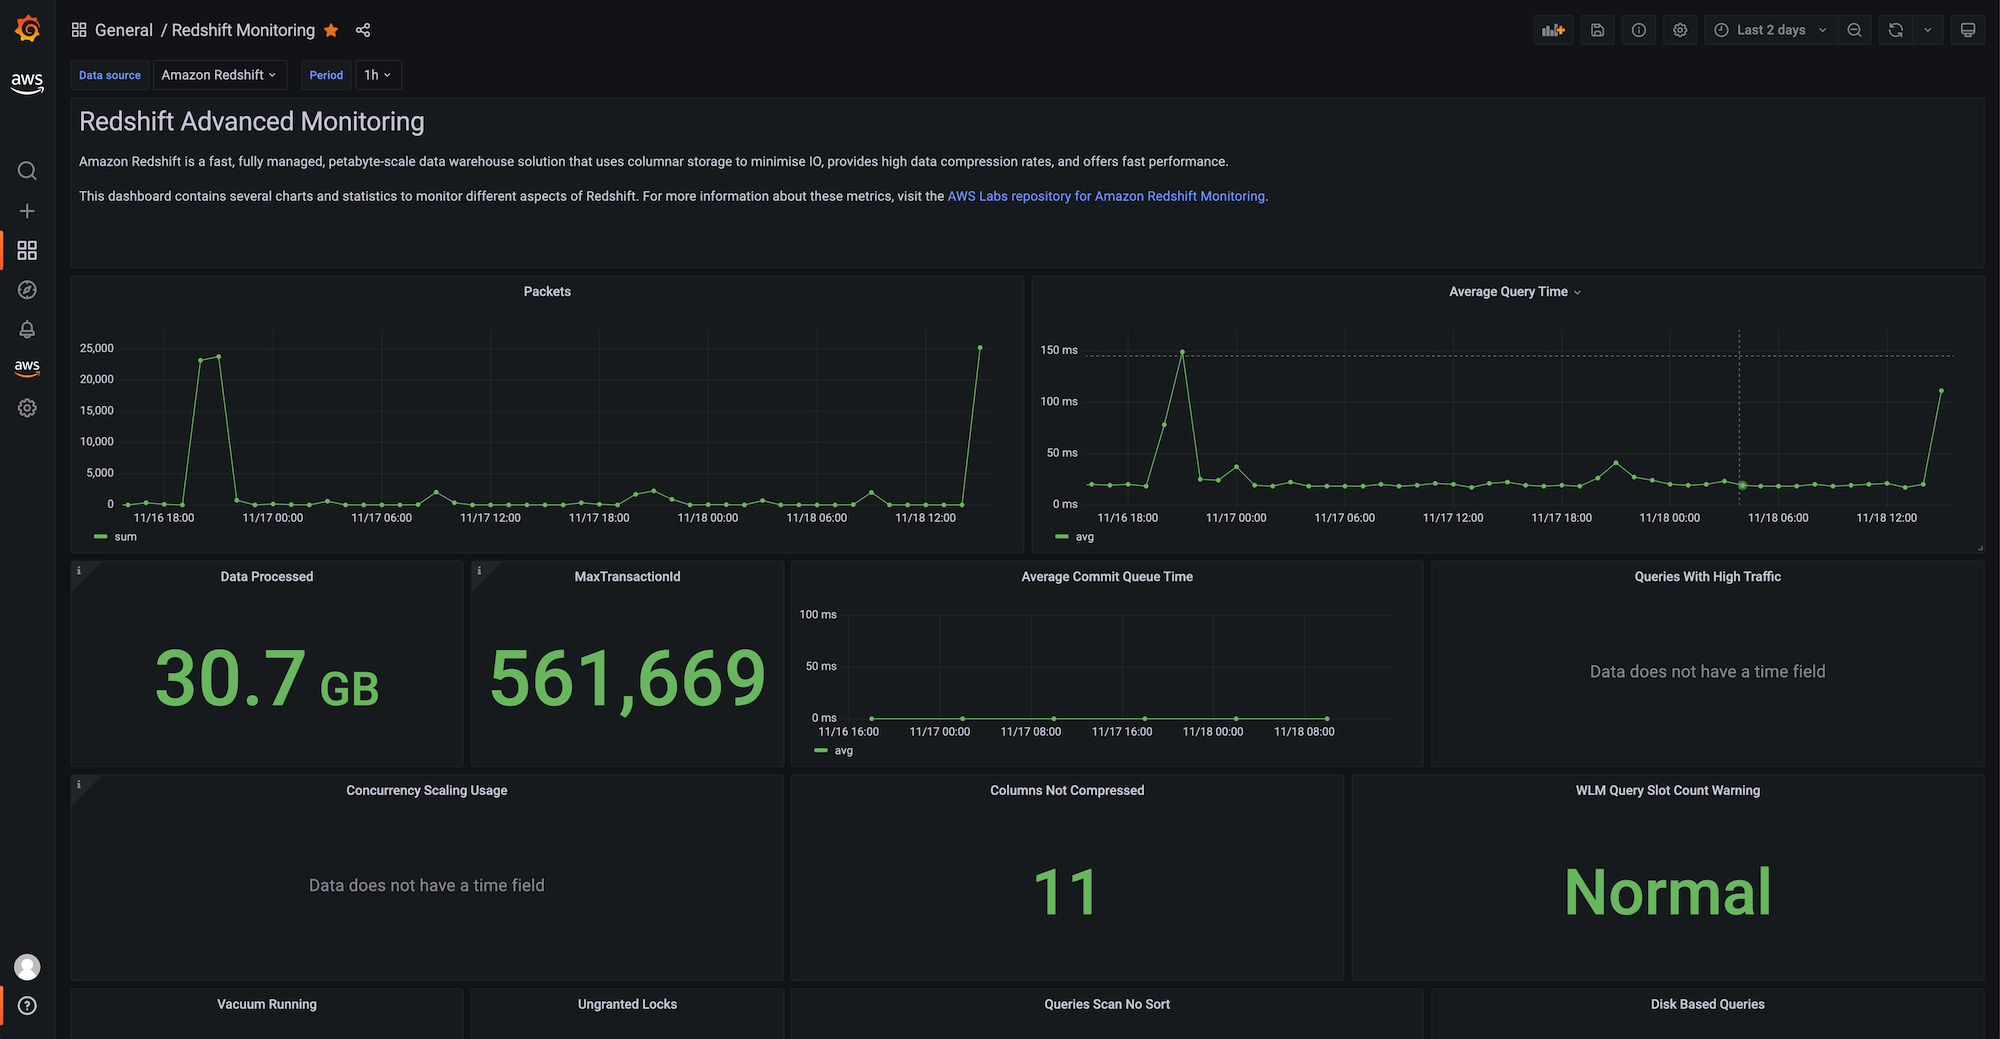 General / Redshift Monitoring
Last 2 days
aws
Data source Amazon Redshift Period 1h
Redshift Advanced Monitoring
Amazon Redshift is a fast, fully managed, petabyte-scale data warehouse solution that uses columnar storage to minimise IO, provides high data compression rates, and offers fast performance.
This dashboard contains several charts and statistics to monitor different aspects of Redshift. For more information about these metrics, visit the AWS Labs repository for Amazon Redshift Monitoring.
aws
Packets
25,000
20,000
15,000
10,000
5,000
0
11/16 18:00 11/17 00:00 11/17 06:00 11/17 12:00 11/17 18:00 11/18 00:00 11/18 06:00 11/18 12:00
sum
Average Query Time
150 ms
100 ms
50 ms
0 ms
11/16 18:00 11/17 00:00 11/17 06:00 11/17 12:00 11/17 18:00 11/18 00:00 11/18 06:00 11/18 12:00
avg
i
Data Processed
30.7 GB
i
MaxTransactionId
561,669
Average Commit Queue Time
100 ms
50 ms
0 ms
11/16 16:00 11/17 00:00 11/17 08:00 11/17 16:00 11/18 00:00 11/18 08:00
avg
Queries With High Traffic
Data does not have a time field
i
Concurrency Scaling Usage
Data does not have a time field
Columns Not Compressed
11
WLM Query Slot Count Warning
Normal
Vacuum Running
Ungranted Locks
Queries Scan No Sort
Disk Based Queries